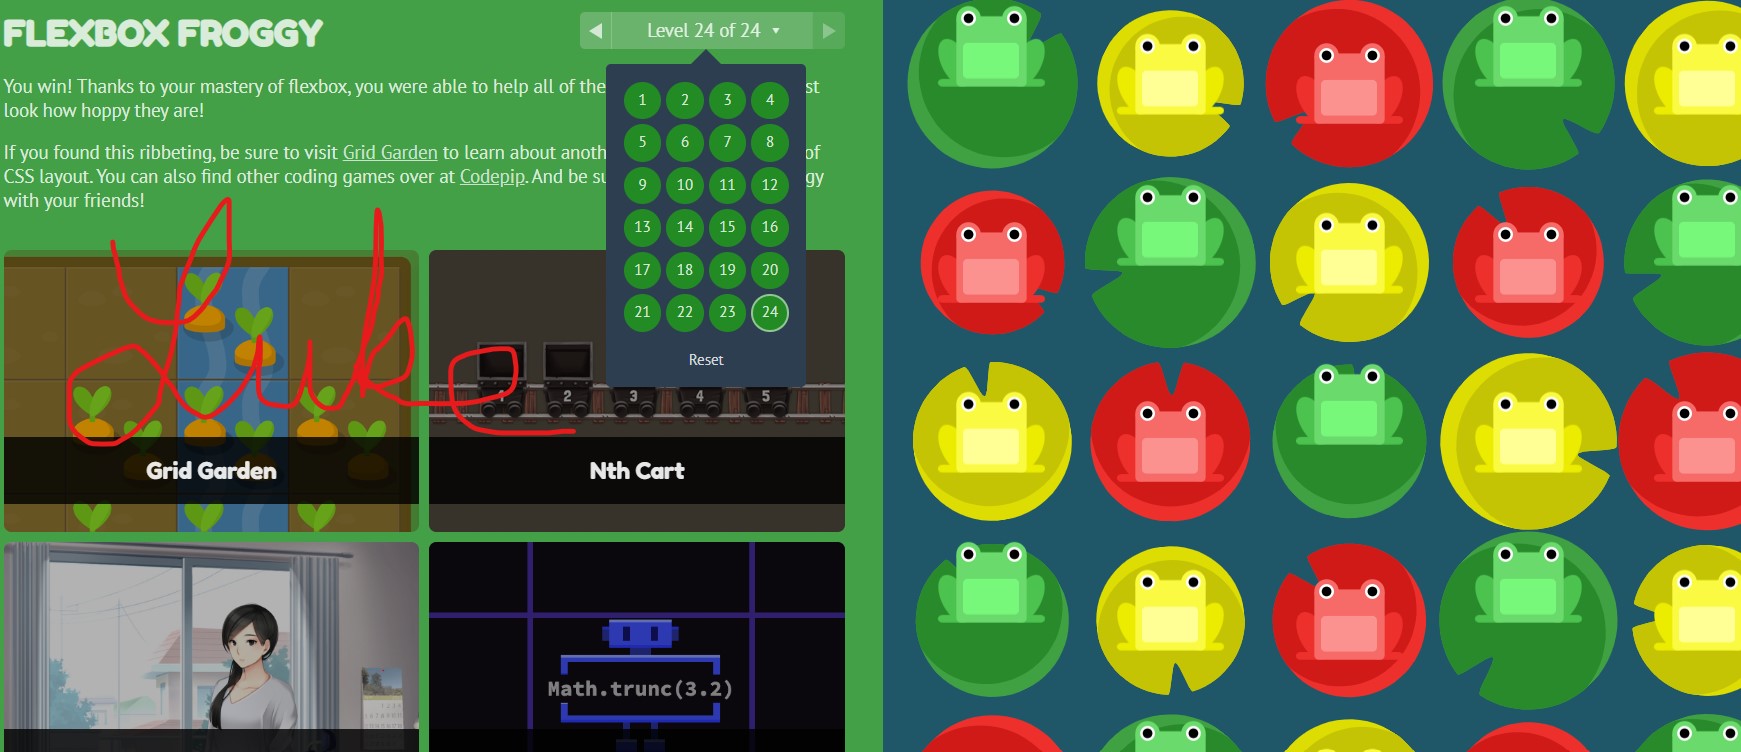 FLEXBOX FROGGY
Level 24 of 24
You win! Thanks to your mastery of flexbox, you were able to help all of the
look how hoppy they are!
If you found this ribbeting, be sure to visit Grid Garden to learn about of
CSS layout. You can also find other coding games over at Codepip. And be
with your friends!
1 2 3 4
5 6 7 8
9 10 11 12
13 14 15 16
17 18 19 20
21 22 23 24
Reset
1 2 3 4 5
Grid Garden
Nth Cart
Math.trunc(3.2)